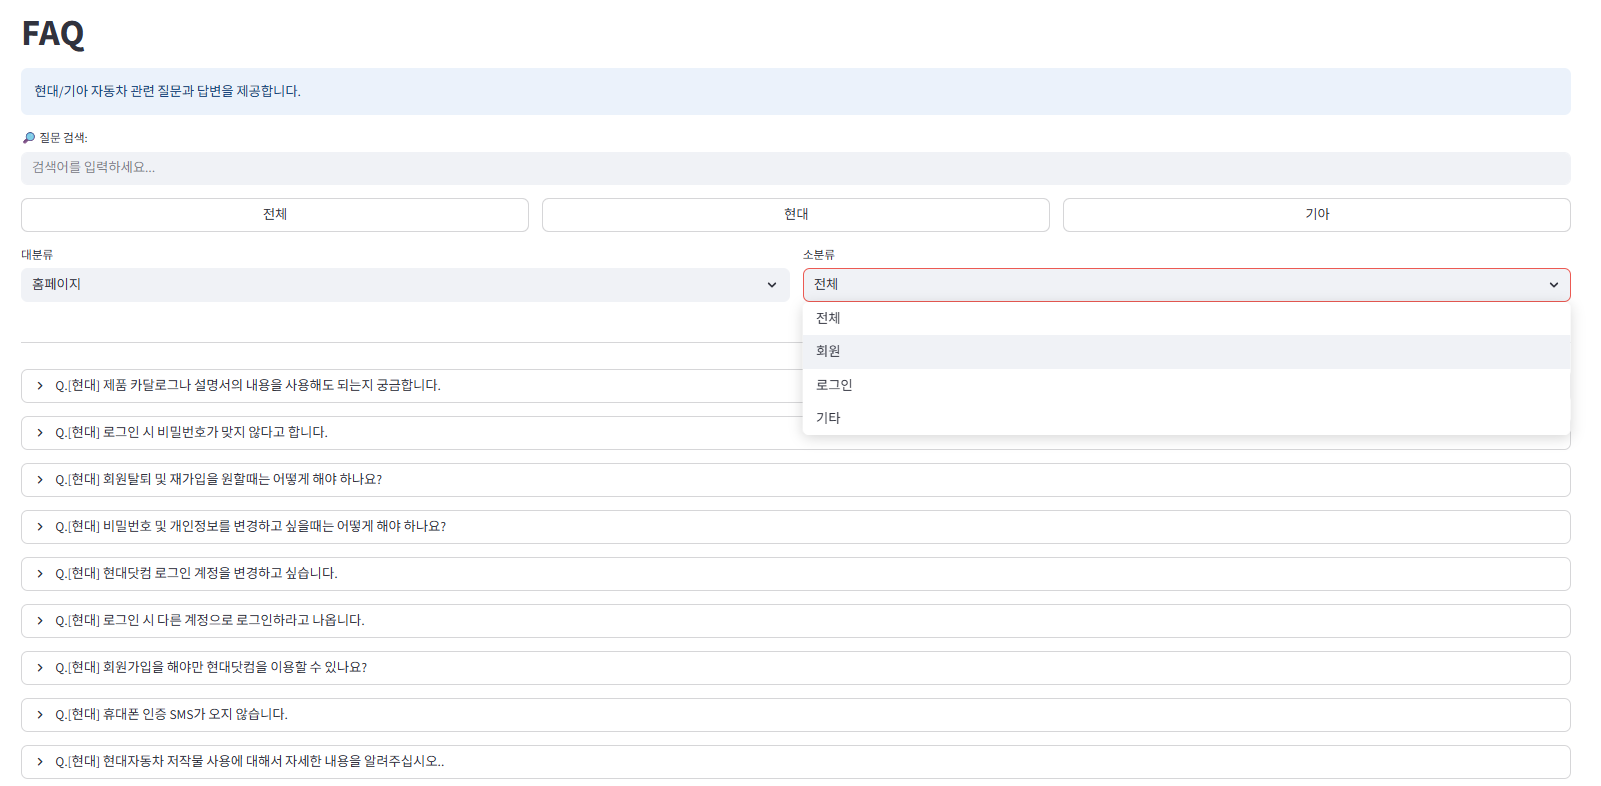 FAQ
현대/기아 자동차 관련 질문과 답변을 제공합니다.
🔎 질문 검색:
검색어를 입력하세요...
전체
현대
기아
대분류
소분류
홈페이지
전체
전체
회원
로그인
기타
Q.[현대] 제품 카달로그나 설명서의 내용을 사용해도 되는지 궁금합니다.
Q.[현대] 로그인 시 비밀번호가 맞지 않다고 합니다.
Q.[현대] 회원탈퇴 및 재가입을 원할때는 어떻게 해야 하나요?
Q.[현대] 비밀번호 및 개인정보를 변경하고 싶을때는 어떻게 해야 하나요?
Q.[현대] 현대닷컴 로그인 계정을 변경하고 싶습니다.
Q.[현대] 로그인 시 다른 계정으로 로그인하라고 나옵니다.
Q.[현대] 회원가입을 해야만 현대닷컴을 이용할 수 있나요?
Q.[현대] 휴대폰 인증 SMS가 오지 않습니다.
Q.[현대] 현대자동차 저작물 사용에 대해서 자세한 내용을 알려주십시오..